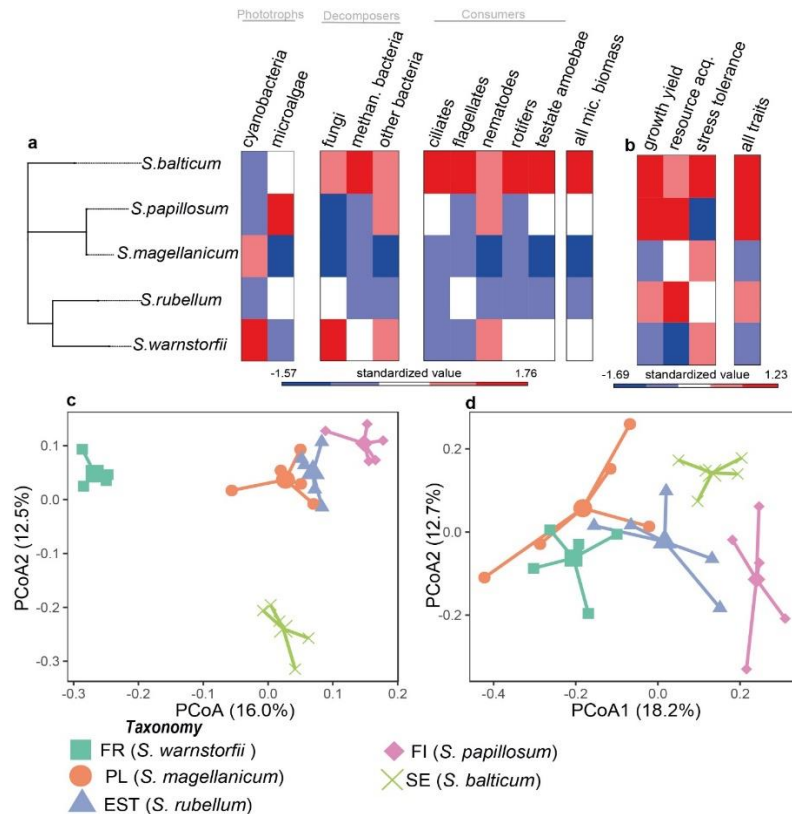 Phototrophs
Decomposers
Consumers
cyanobacteria
microalgae
fungi
methan. bacteria
other bacteria
ciliates
flagellates
nematodes
rotifers
testate amoebae
all mic. biomass
growth yield
resource acq.
stress tolerance
all traits
a
b
S.balticum
S.papillosum
S.magellanicum
S.rubellum
S.warnstorfii
-1.57 standardized value 1.76
-1.69 standardized value 1.23
c
0.1
0.0
-0.1
-0.2
-0.3
PCoA2 (12.5%)
-0.3 -0.2 -0.1 0.0 0.1 0.2
PCoA (16.0%)
d
0.2
0.0
-0.2
PCoA2 (12.7%)
-0.4 -0.2 0.0 0.2
PCoA1 (18.2%)
Taxonomy
FR (S. warnstorfii )
PL (S. magellanicum)
EST (S. rubellum)
FI (S. papillosum)
SE (S. balticum)